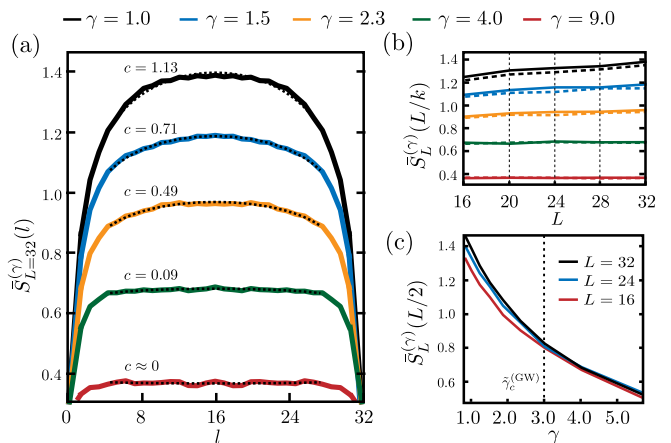 γ = 1.0 γ = 1.5 γ = 2.3 γ = 4.0 γ = 9.0
(a)
1.4
1.2
1.0
0.8
0.6
0.4
S̄_{L=32}^{(γ)}(l)
c = 1.13
c = 0.71
c = 0.49
c = 0.09
c ≈ 0
0 8 16 24 32
l
(b)
1.4
1.2
1.0
0.8
0.6
0.4
S̄_L^{(γ)}(L/k)
16 20 24 28 32
L
(c)
1.4
1.2
1.0
0.8
0.6
S̄_L^{(γ)}(L/2)
L = 32
L = 24
L = 16
γ̃_c^{(GW)}
1.0 2.0 3.0 4.0 5.0
γ